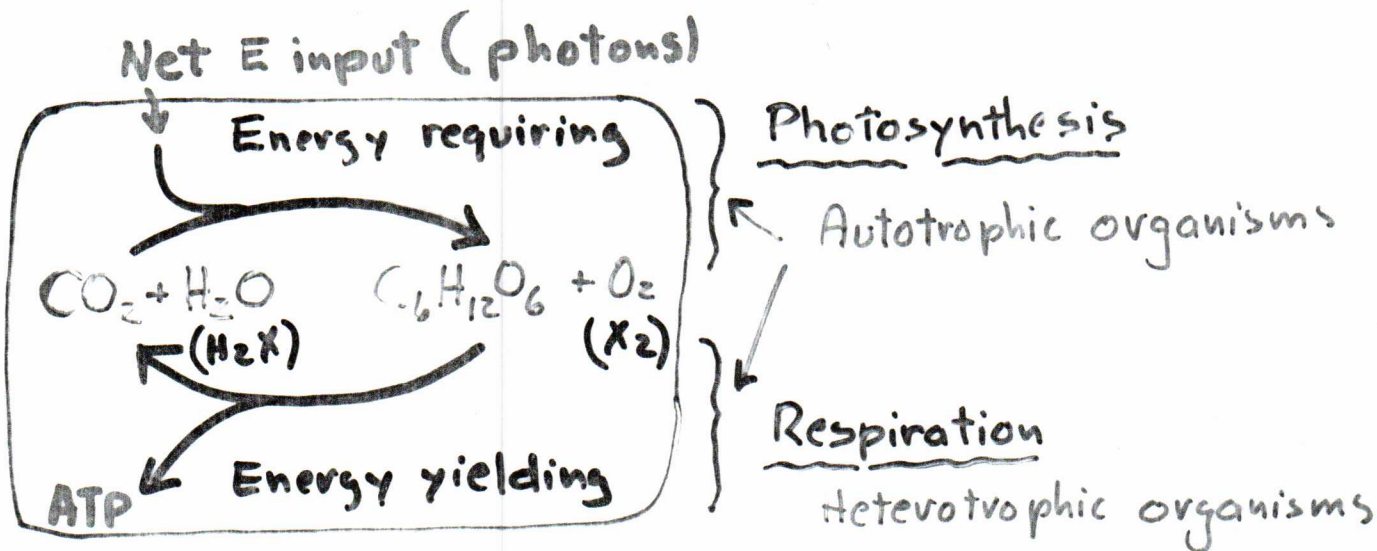 Net E input (photons)
Energy requiring
Photosynthesis
Autotrophic organisms
CO₂ + H₂O C₆H₁₂O₆ + O₂
(H₂X) (X₂)
Respiration
Energy yielding
ATP
Heterotrophic organisms